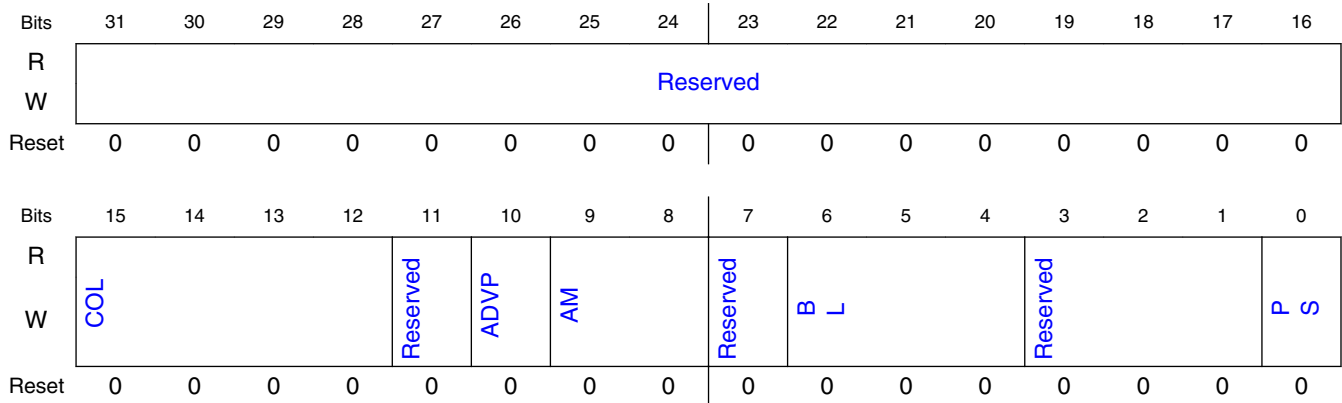 Bits 31 30 29 28 27 26 25 24 23 22 21 20 19 18 17 16
R
Reserved
W
Reset 0 0 0 0 0 0 0 0 0 0 0 0 0 0 0 0
Bits 15 14 13 12 11 10 9 8 7 6 5 4 3 2 1 0
R
COL Reserved ADVP AM Reserved BL Reserved PS
W
Reset 0 0 0 0 0 0 0 0 0 0 0 0 0 0 0 0